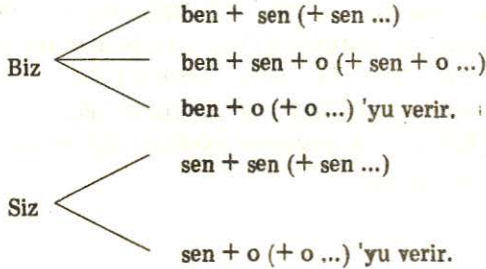 ben + sen (+ sen ...)
Biz
ben + sen + o (+ sen + o ...)
ben + o (+ o ...) 'yu verir.
sen + sen (+ sen ...)
Siz
sen + o (+ o ...) 'yu verir.